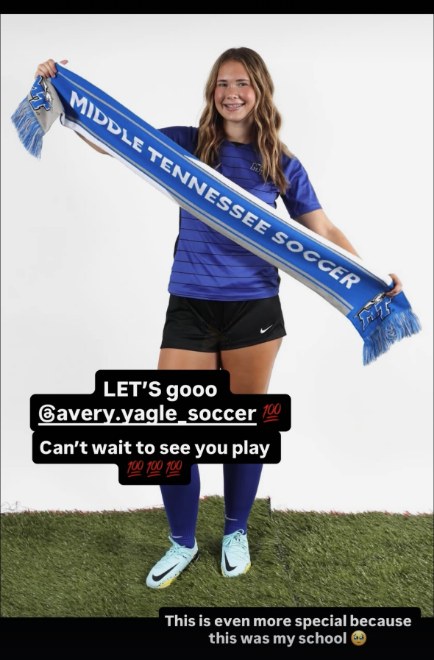 MIDDLE TENNESSEE SOCCER
LET'S gooo
@avery.yagle_soccer 💯
Can't wait to see you play
💯💯💯
This is even more special because
this was my school 🥹